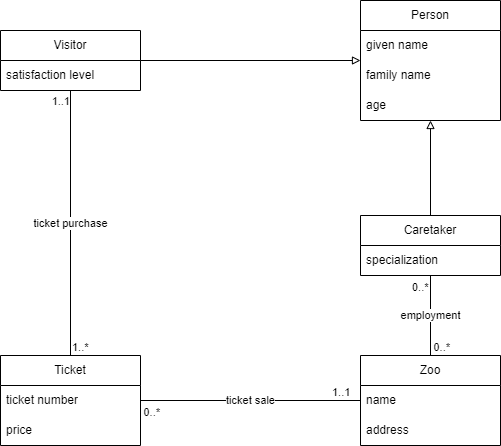 Person
given name
family name
age
Visitor
satisfaction level
1..1
ticket purchase
1..*
Caretaker
specialization
0..*
employment
0..*
Ticket
ticket number
price
0..*
ticket sale
1..1
Zoo
name
address